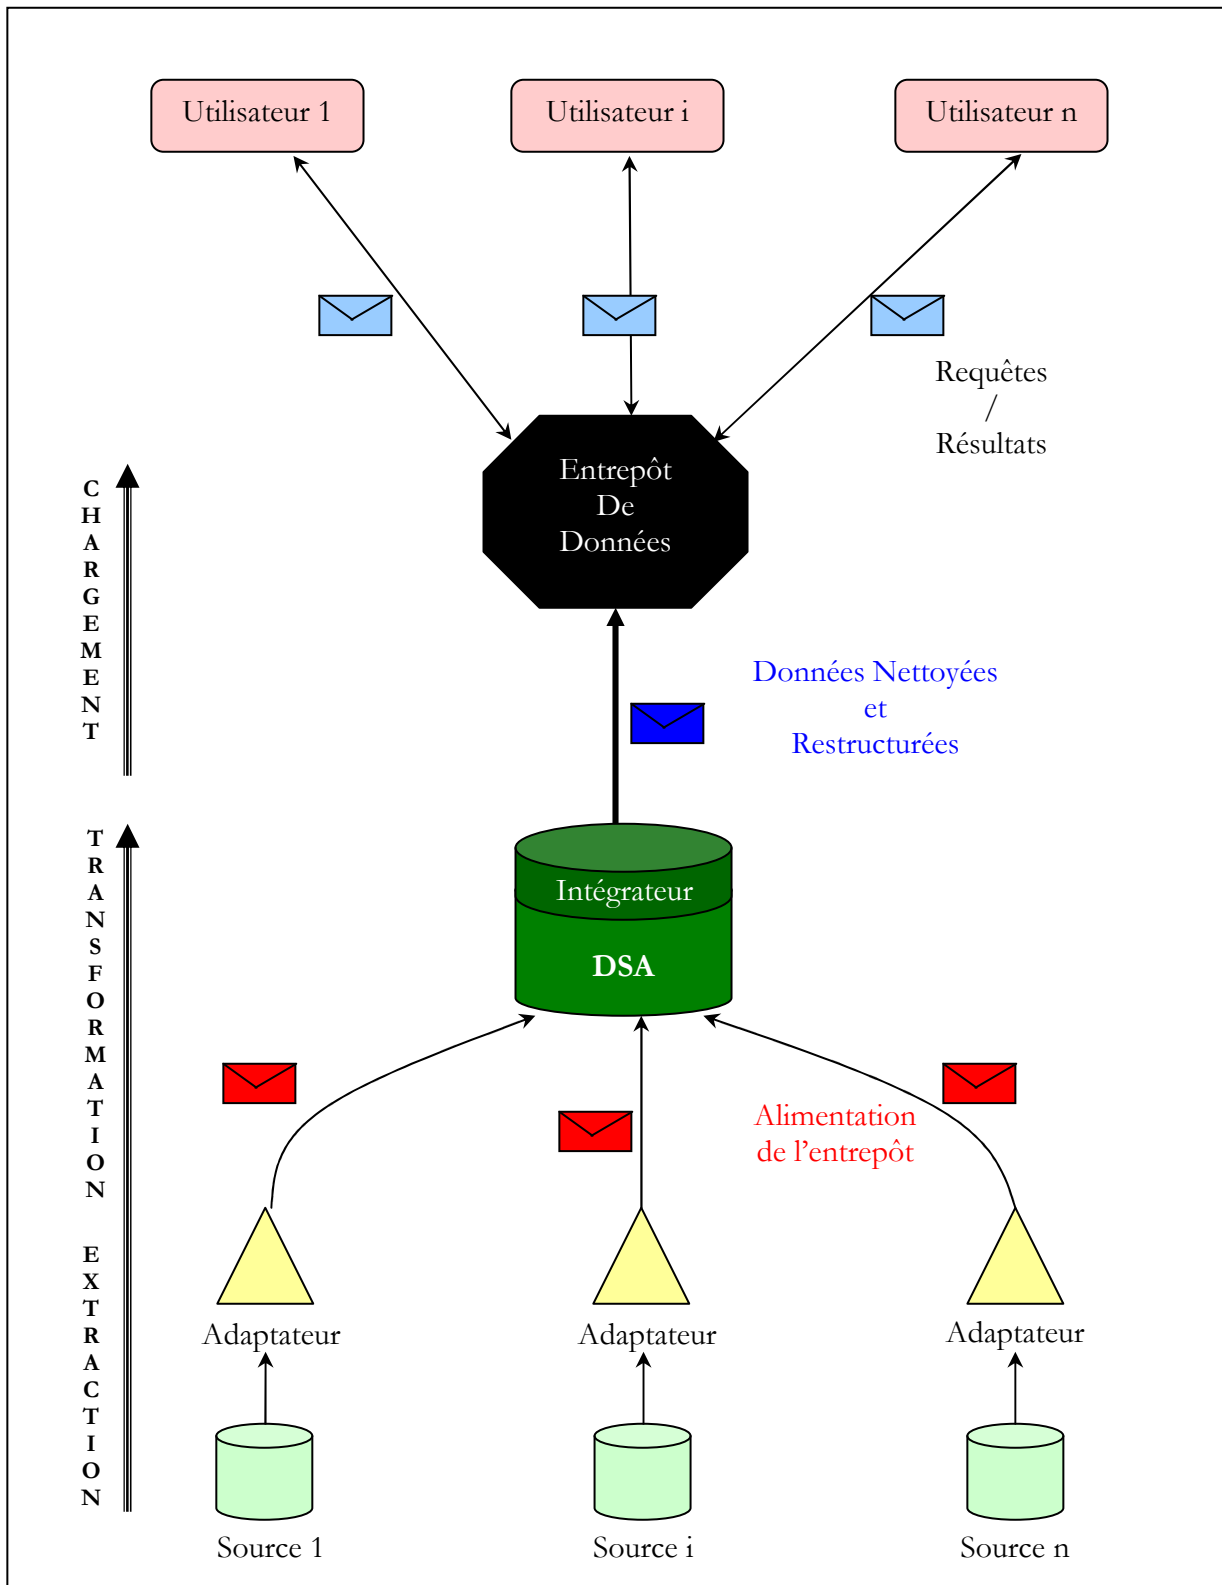 Utilisateur 1
Utilisateur i
Utilisateur n
Requêtes
/
Résultats
Entrepôt
De
Données
CHARGEMENT
Données Nettoyées
et
Restructurées
TRANSFORMATION
Intégrateur
DSA
Alimentation
de l’entrepôt
EXTRACTION
Adaptateur
Adaptateur
Adaptateur
Source 1
Source i
Source n